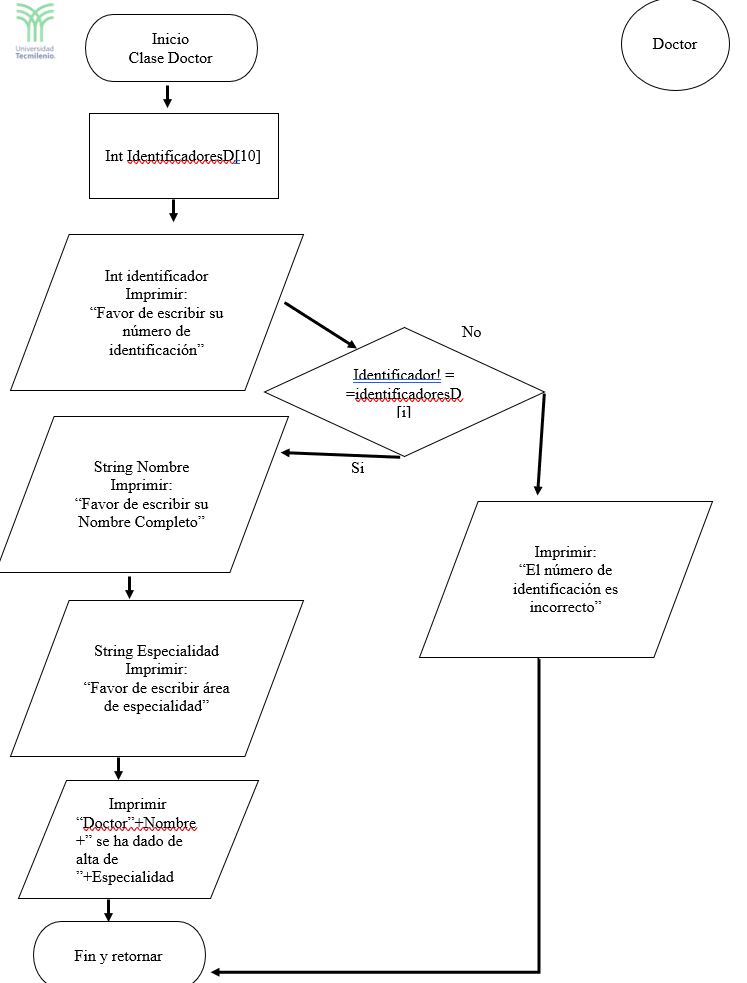 Universidad
Tecmilenio
Inicio
Clase Doctor
Doctor
Int IdentificadoresD[10]
Int identificador
Imprimir:
“Favor de escribir su
número de
identificación”
No
Identificador! =
=identificadoresD
[i]
Si
String Nombre
Imprimir:
“Favor de escribir su
Nombre Completo”
Imprimir:
“El número de
identificación es
incorrecto”
String Especialidad
Imprimir:
“Favor de escribir área
de especialidad”
Imprimir
“Doctor”+Nombre
+” se ha dado de
alta de
”+Especialidad
Fin y retornar